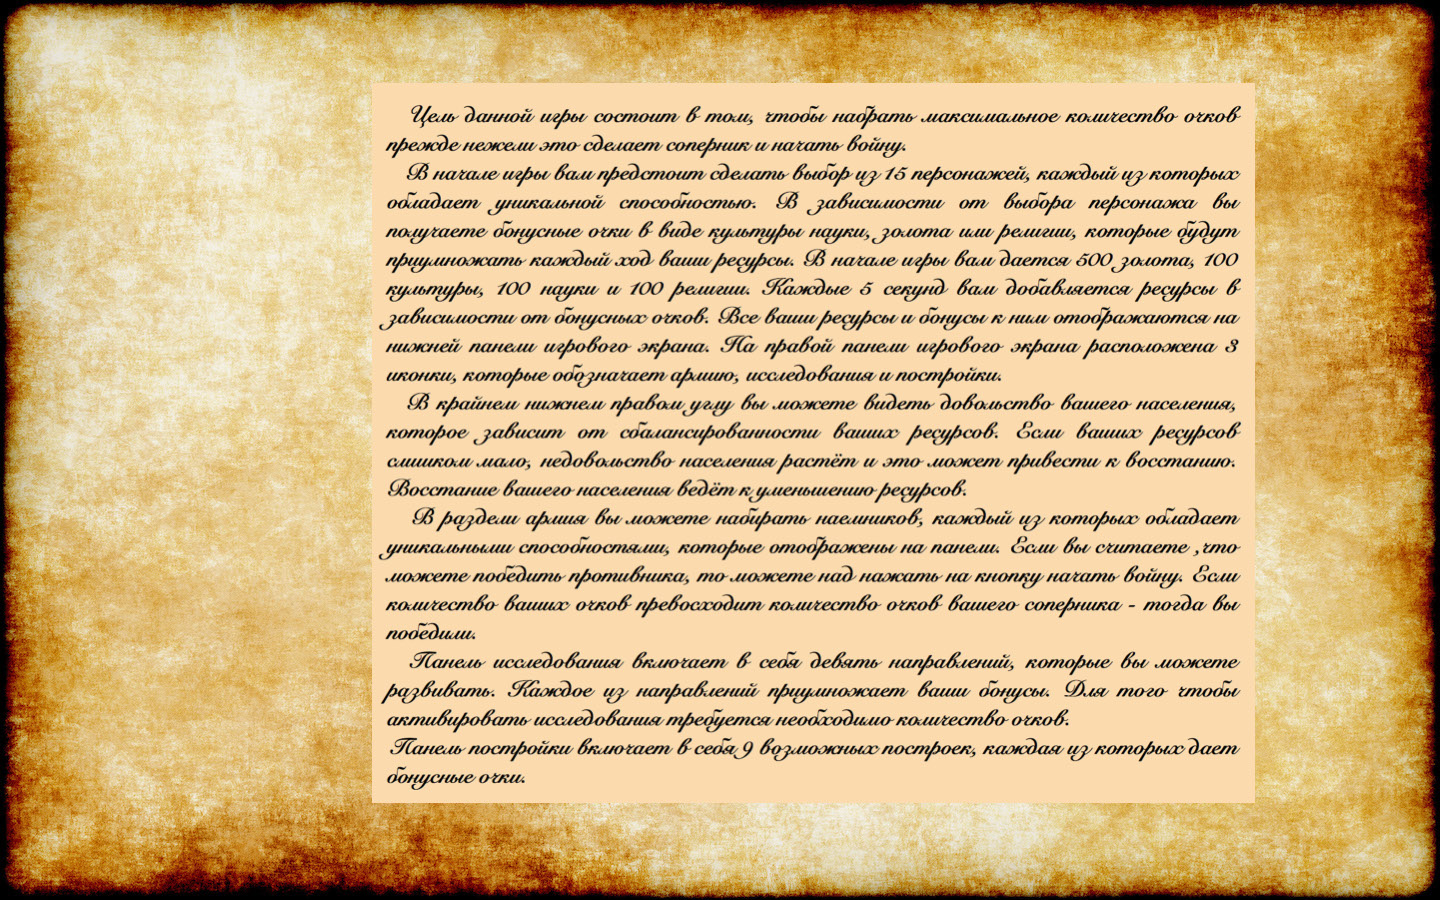 Цель данной игры состоит в том, чтобы набрать максимальное количество очков
прежде нежели это сделает соперник и начать войну.
В начале игры вам предстоит сделать выбор из 15 персонажей, каждый из которых
обладает уникальной способностью. В зависимости от выбора персонажа вы
получаете бонусные очки в виде культуры науки, золота или религии, которые будут
приумножать каждый ход ваши ресурсы. В начале игры вам дается 500 золота, 100
культуры, 100 науки и 100 религии. Каждые 5 секунд вам добавляется ресурсы в
зависимости от бонусных очков. Все ваши ресурсы и бонусы к ним отображаются на
нижней панели игрового экрана. На правой панели игрового экрана расположена 3
иконки, которые обозначает армию, исследования и постройки.
В крайнем нижнем правом углу вы можете видеть довольство вашего населения,
которое зависит от сбалансированности ваших ресурсов. Если ваших ресурсов
слишком мало, недовольство населения растёт и это может привести к восстанию.
Восстание вашего населения ведёт к уменьшению ресурсов.
В раздели армия вы можете набирать наемников, каждый из которых обладает
уникальными способностями, которые отображены на панели. Если вы считаете ,что
можете победить противника, то можете над нажать на кнопку начать войну. Если
количество ваших очков превосходит количество очков вашего соперника - тогда вы
победили.
Панель исследования включает в себя девять направлений, которые вы можете
развивать. Каждое из направлений приумножает ваши бонусы. Для того чтобы
активировать исследования требуется необходимо количество очков.
Панель постройки включает в себя 9 возможных построек, каждая из которых дает
бонусные очки.